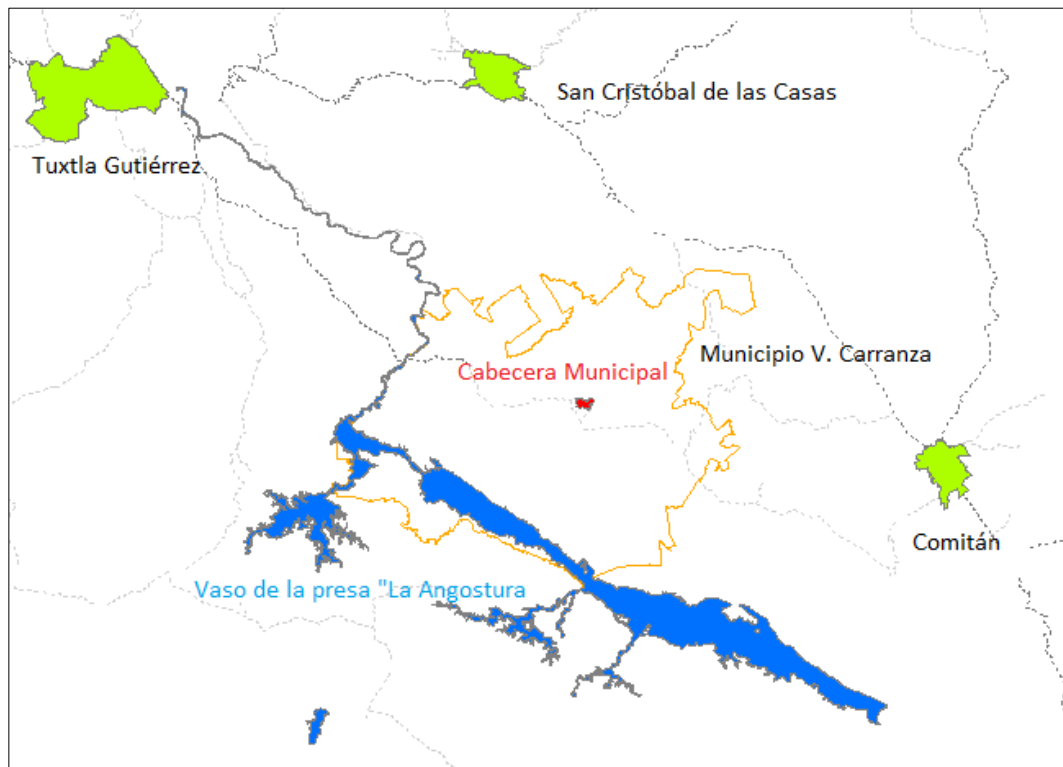 San Cristóbal de las Casas
Tuxtla Gutiérrez
Municipio V. Carranza
Cabecera Municipal
Comitán
Vaso de la presa "La Angostura